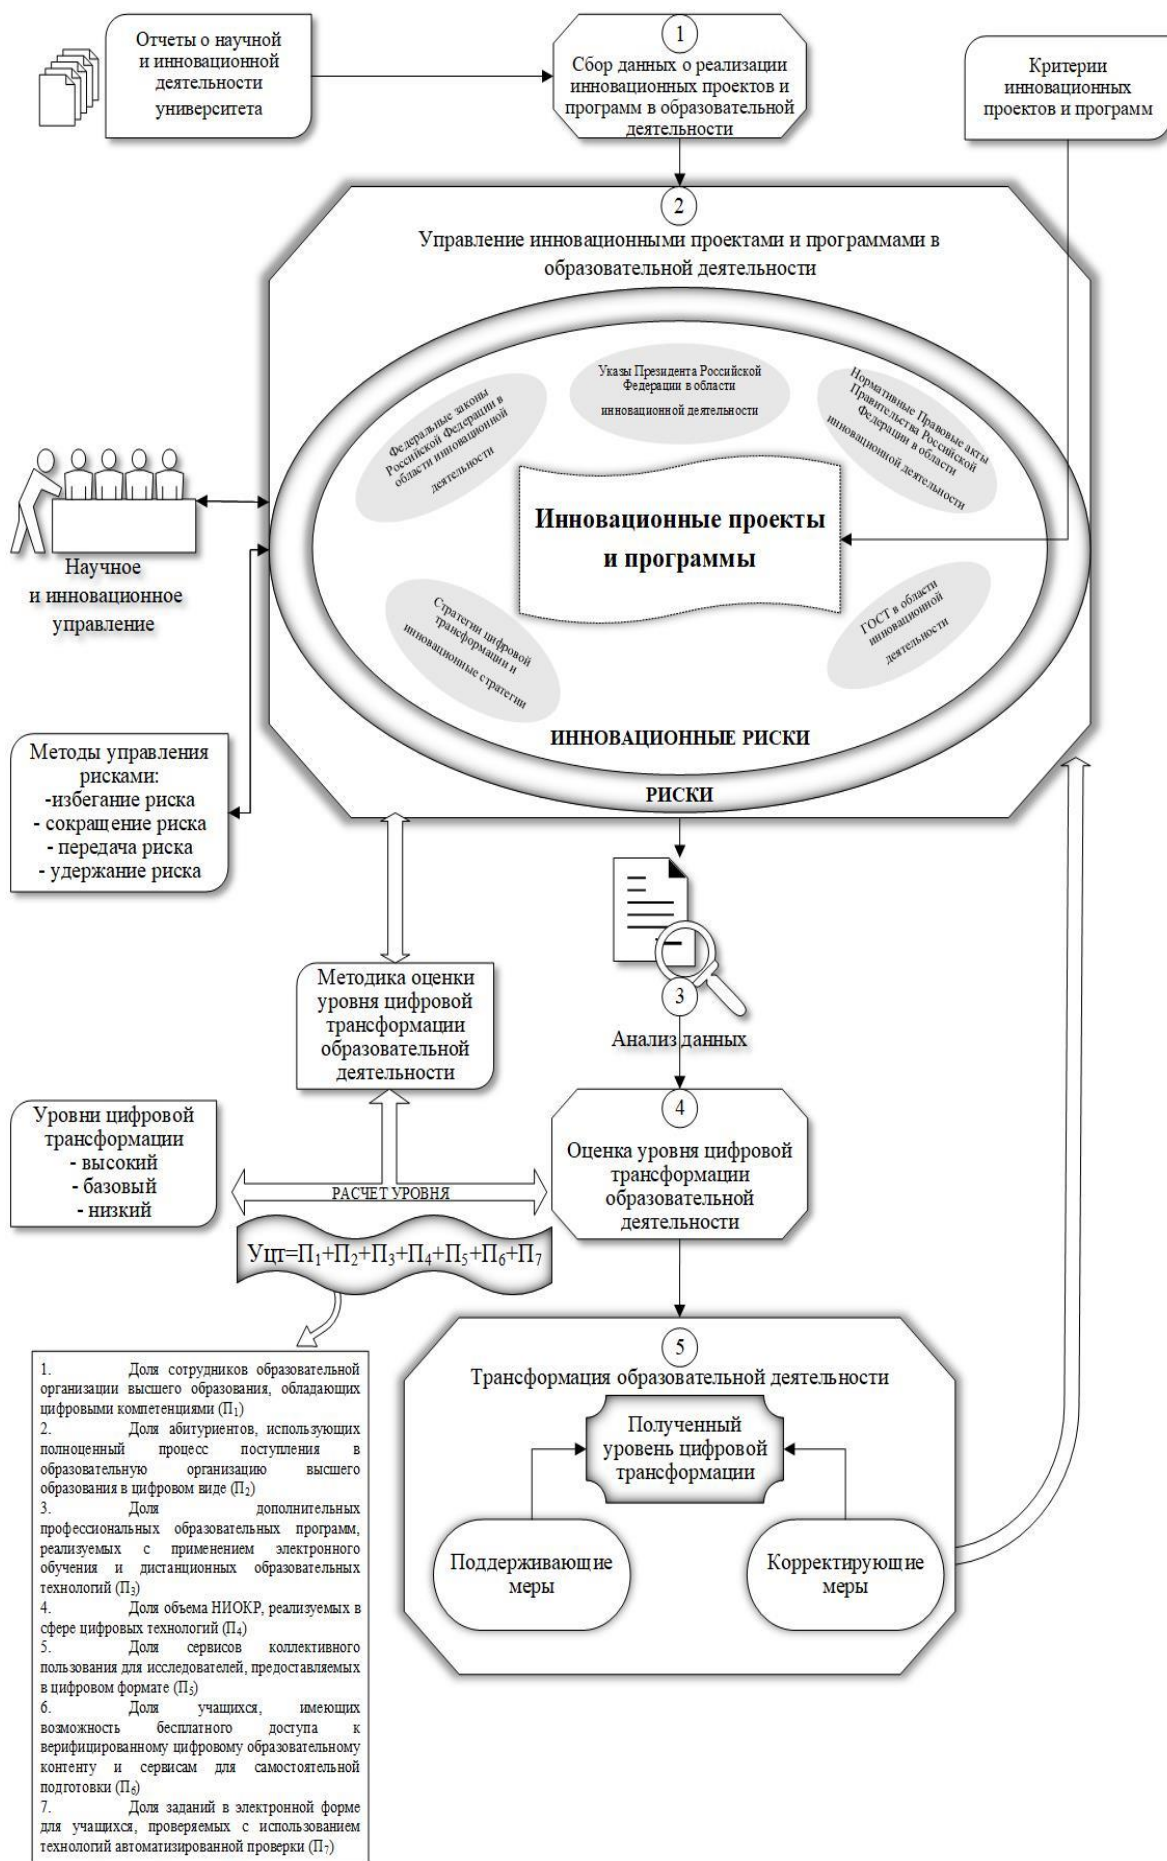 Отчеты о научной
и инновационной
деятельности
университета
1
Сбор данных о реализации
инновационных проектов и
программ в образовательной
деятельности
Критерии
инновационных
проектов и программ
2
Управление инновационными проектами и программами в
образовательной деятельности
Федеральные законы
Российской Федерации в
области инновационной
деятельности
Указы Президента Российской
Федерации в области
инновационной деятельности
Нормативные Правовые акты
Правительства Российской
Федерации в области
инновационной деятельности
Инновационные проекты
и программы
Стратегии цифровой
трансформации и
инновационные стратегии
ГОСТ в области
инновационной
деятельности
ИННОВАЦИОННЫЕ РИСКИ
РИСКИ
Научное
и инновационное
управление
Методы управления
рисками:
-избегание риска
- сокращение риска
- передача риска
- удержание риска
3
Анализ данных
Методика оценки
уровня цифровой
трансформации
образовательной
деятельности
Уровни цифровой
трансформации
- высокий
- базовый
- низкий
РАСЧЕТ УРОВНЯ
4
Оценка уровня цифровой
трансформации
образовательной
деятельности
Уцт=П₁+П₂+П₃+П₄+П₅+П₆+П₇
5
Трансформация образовательной деятельности
Полученный
уровень цифровой
трансформации
Поддерживающие
меры
Корректирующие
меры
1. Доля сотрудников образовательной
организации высшего образования, обладающих
цифровыми компетенциями (П₁)
2. Доля абитуриентов, использующих
полноценный процесс поступления в
образовательную организацию высшего
образования в цифровом виде (П₂)
3. Доля дополнительных
профессиональных образовательных программ,
реализуемых с применением электронного
обучения и дистанционных образовательных
технологий (П₃)
4. Доля объема НИОКР, реализуемых в
сфере цифровых технологий (П₄)
5. Доля сервисов коллективного
пользования для исследователей, предоставляемых
в цифровом формате (П₅)
6. Доля учащихся, имеющих
возможность бесплатного доступа к
верифицированному цифровому образовательному
контенту и сервисам для самостоятельной
подготовки (П₆)
7. Доля заданий в электронной форме
для учащихся, проверяемых с использованием
технологий автоматизированной проверки (П₇)